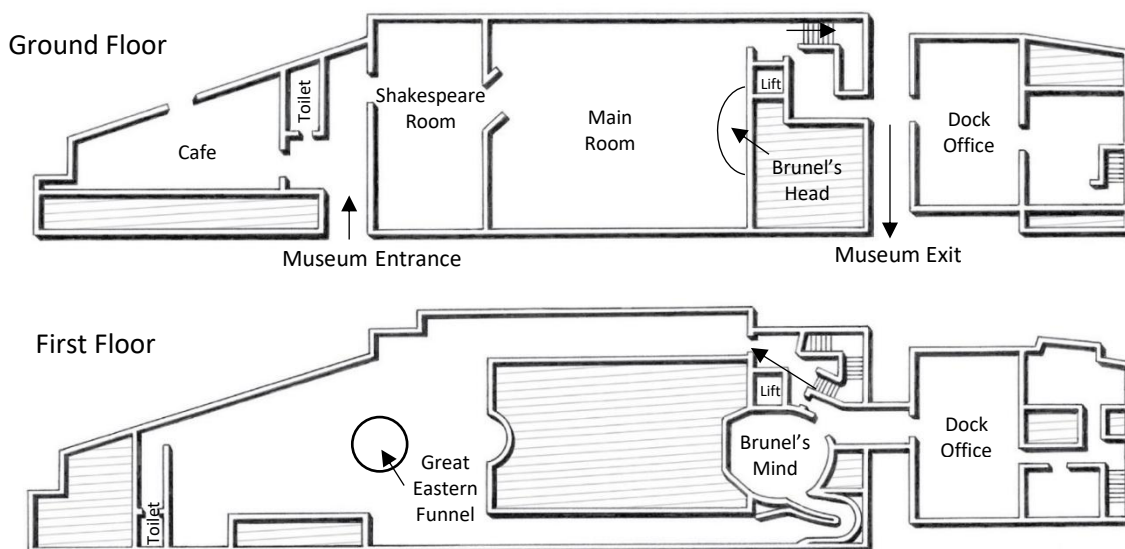 Ground Floor
Toilet
Shakespeare
Room
Cafe
Main
Room
Lift
Brunel's
Head
Dock
Office
Museum Entrance
Museum Exit
First Floor
Toilet
Great
Eastern
Funnel
Lift
Brunel's
Mind
Dock
Office